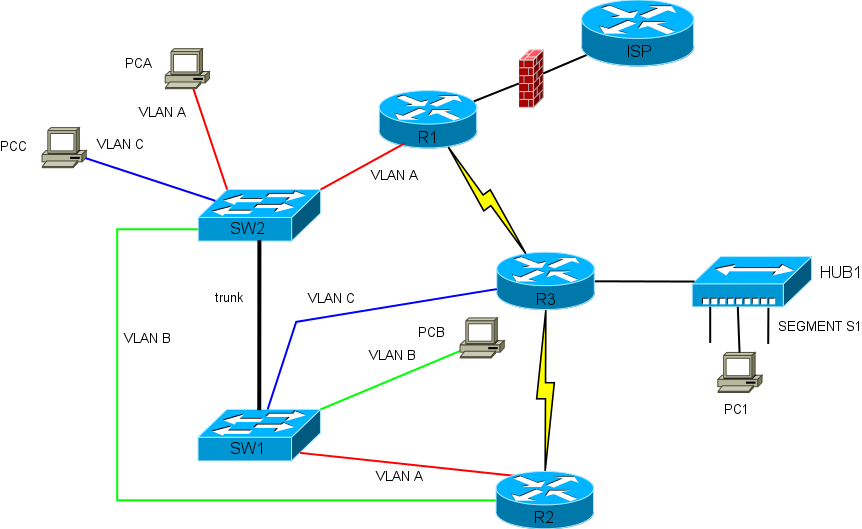 ISP
PCA
VLAN A
R1
PCC
VLAN C
VLAN A
SW2
HUB1
trunk
VLAN C
R3
SEGMENT S1
VLAN B
PCB
VLAN B
PC1
SW1
VLAN A
R2